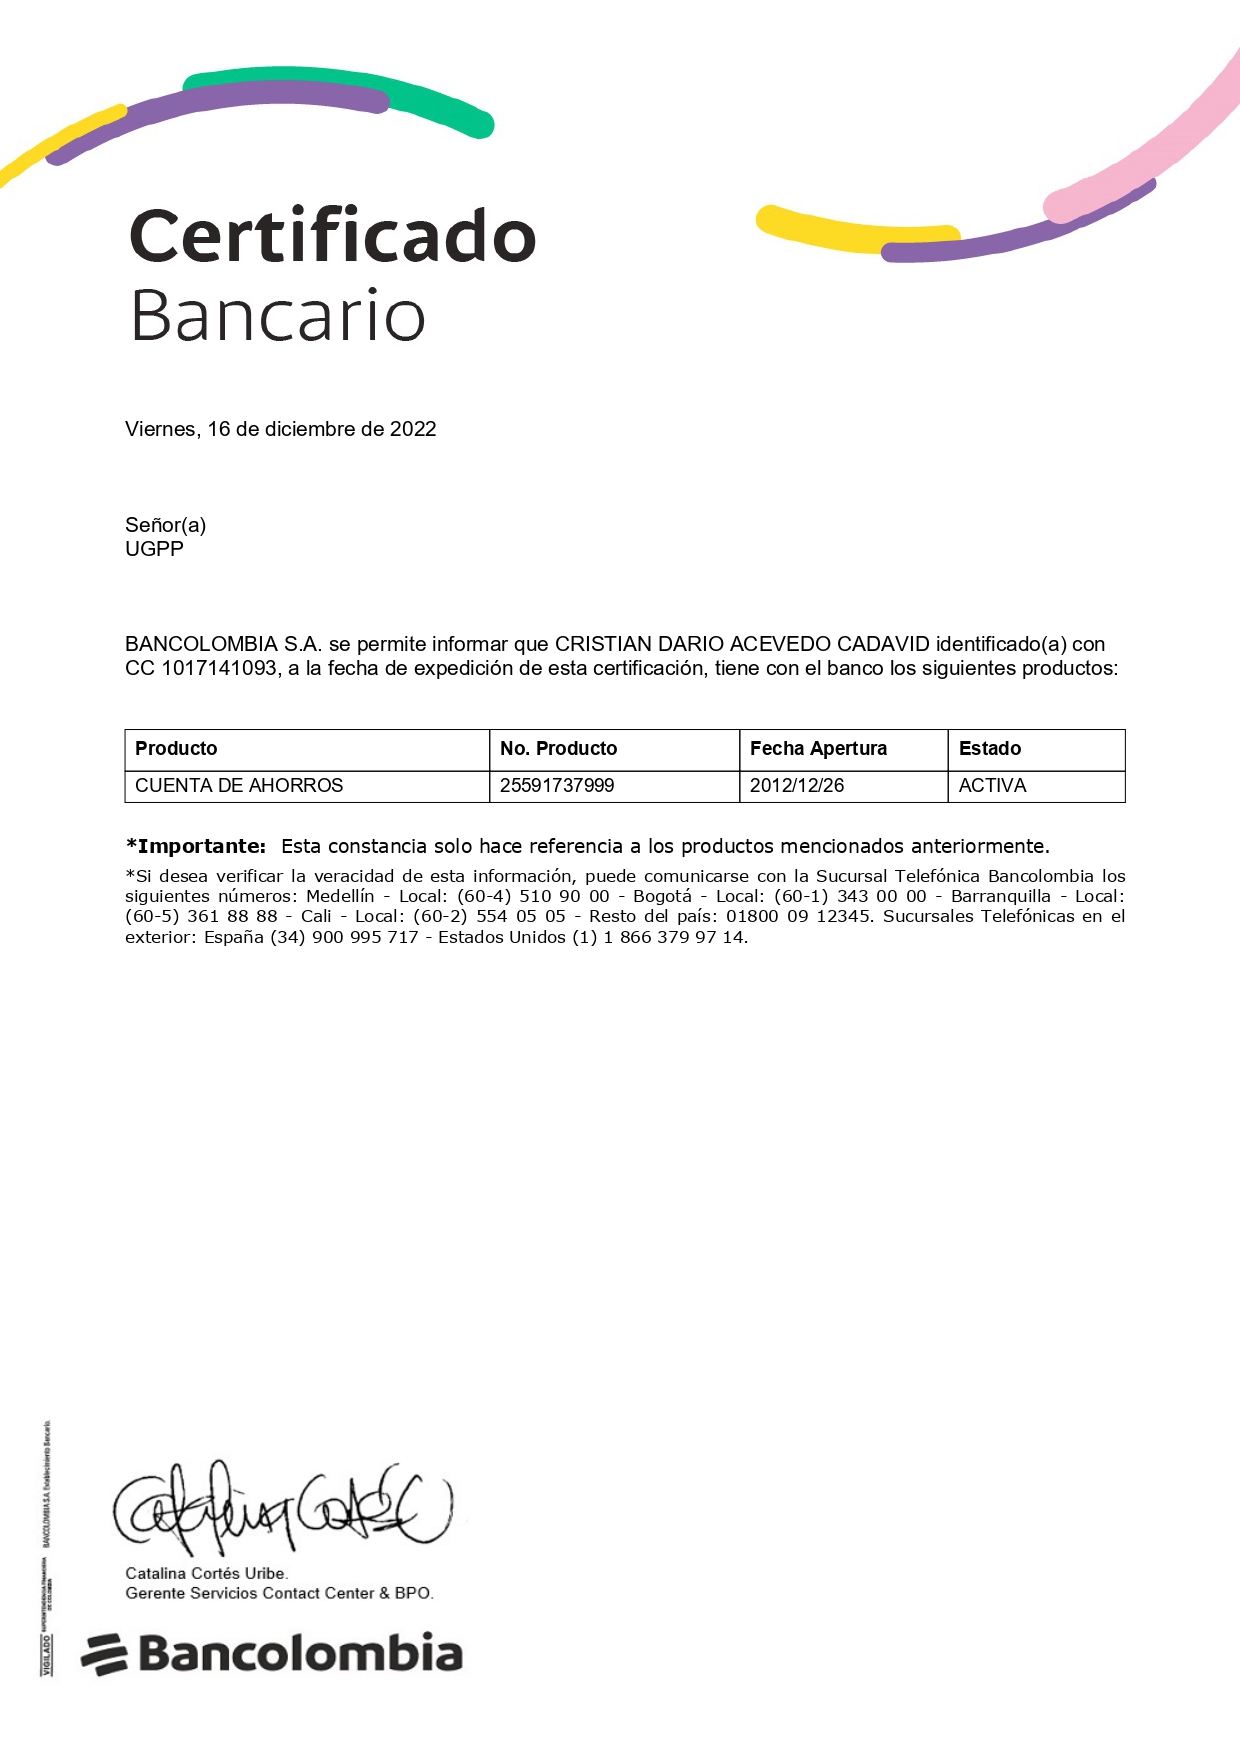 Certificado
Bancario
Viernes, 16 de diciembre de 2022
Señor(a)
UGPP
BANCOLOMBIA S.A. se permite informar que CRISTIAN DARIO ACEVEDO CADAVID identificado(a) con
CC 1017141093, a la fecha de expedición de esta certificación, tiene con el banco los siguientes productos:
Producto No. Producto Fecha Apertura Estado
CUENTA DE AHORROS 25591737999 2012/12/26 ACTIVA
*Importante: Esta constancia solo hace referencia a los productos mencionados anteriormente.
*Si desea verificar la veracidad de esta información, puede comunicarse con la Sucursal Telefónica Bancolombia los
siguientes números: Medellín - Local: (60-4) 510 90 00 - Bogotá - Local: (60-1) 343 00 00 - Barranquilla - Local:
(60-5) 361 88 88 - Cali - Local: (60-2) 554 05 05 - Resto del país: 01800 09 12345. Sucursales Telefónicas en el
exterior: España (34) 900 995 717 - Estados Unidos (1) 1 866 379 97 14.
Catalina Cortés Uribe.
Gerente Servicios Contact Center & BPO.
Bancolombia
VIGILADO SUPERINTENDENCIA FINANCIERA
DE COLOMBIA
BANCOLOMBIA S.A. Establecimiento Bancario.